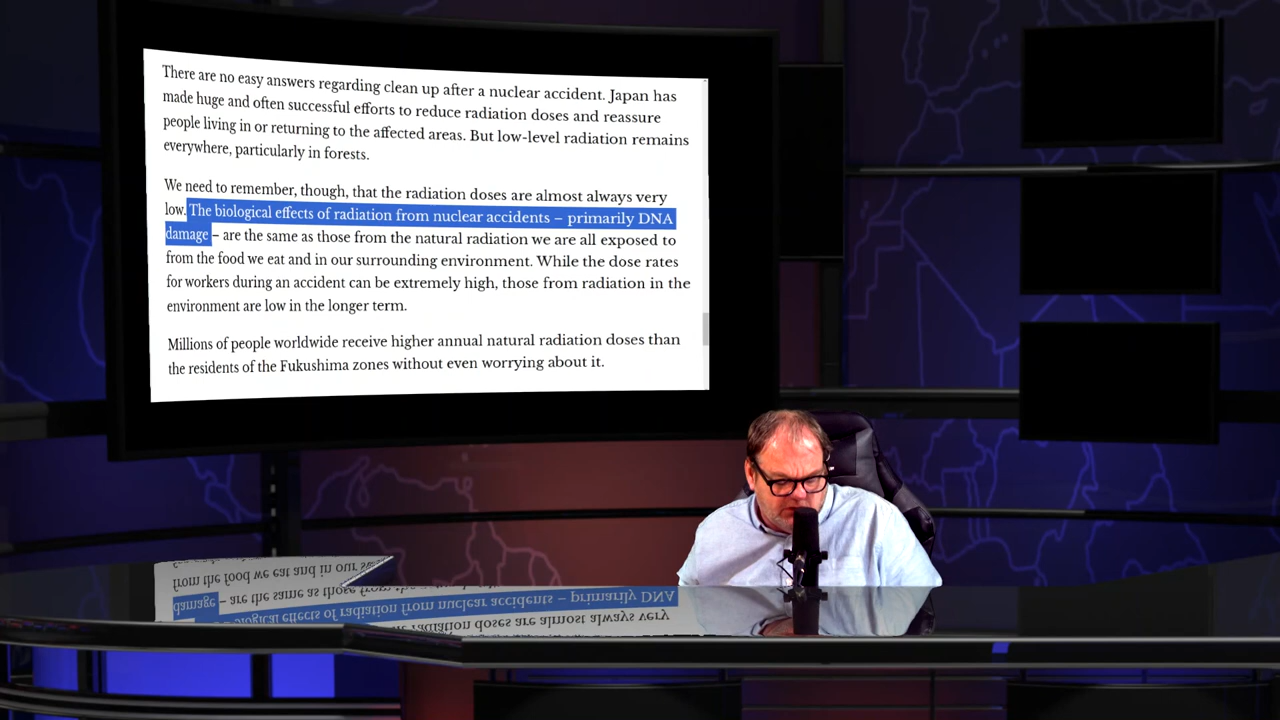 There are no easy answers regarding clean up after a nuclear accident. Japan has
made huge and often successful efforts to reduce radiation doses and reassure
people living in or returning to the affected areas. But low-level radiation remains
everywhere, particularly in forests.
We need to remember, though, that the radiation doses are almost always very
low. The biological effects of radiation from nuclear accidents – primarily DNA
damage – are the same as those from the natural radiation we are all exposed to
from the food we eat and in our surrounding environment. While the dose rates
for workers during an accident can be extremely high, those from radiation in the
environment are low in the longer term.
Millions of people worldwide receive higher annual natural radiation doses than
the residents of the Fukushima zones without even worrying about it.